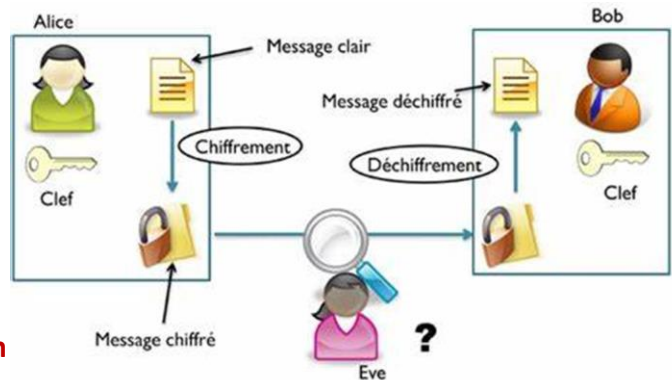 Alice
Bob
Message clair
Message déchiffré
Chiffrement
Déchiffrement
Clef
Clef
Message chiffré
n
?
Eve